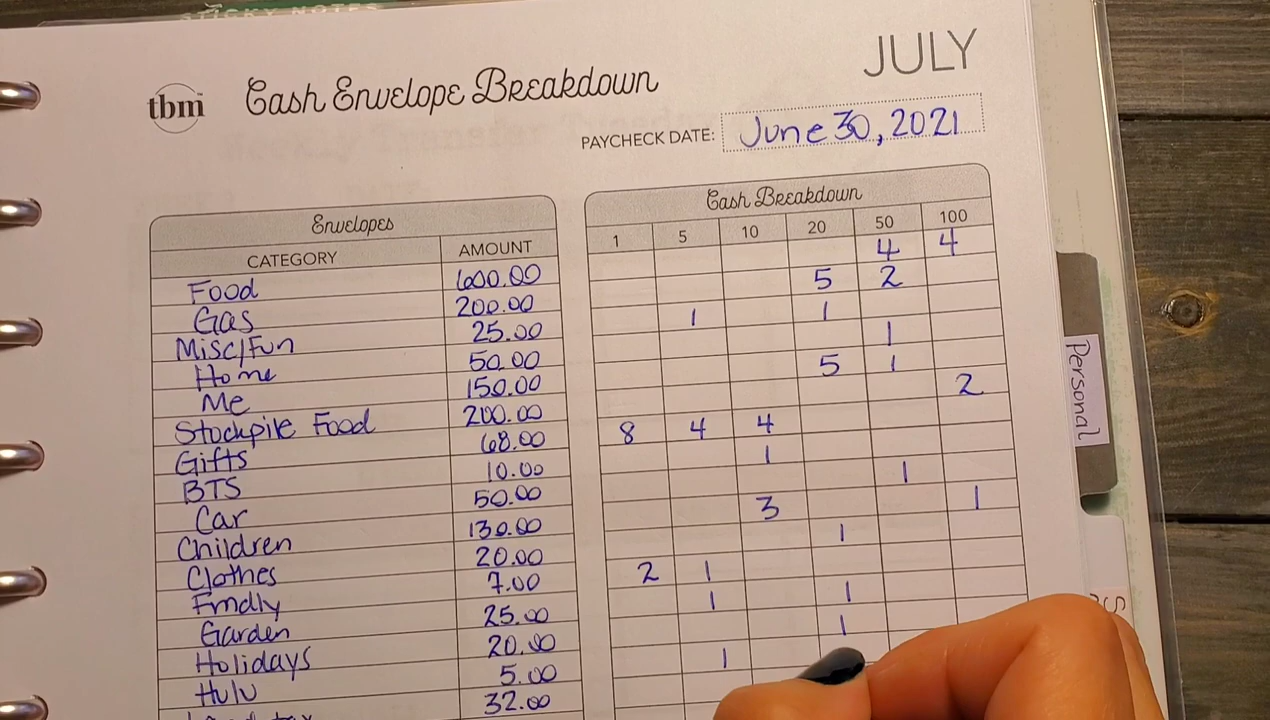 STICKY NOTES
JULY
tbm Cash Envelope Breakdown
PAYCHECK DATE: June 30, 2021
Envelopes
CATEGORY AMOUNT
Food 600.00
Gas 200.00
Misc/Fun 25.00
Home 50.00
Me 150.00
Stockpile Food 200.00
Gifts 68.00
BTS 10.00
Car 50.00
Children 130.00
Clothes 20.00
Frndly 7.00
Garden 25.00
Holidays 20.00
Hulu 5.00
32.00
Cash Breakdown
1 5 10 20 50 100
4 4
5 2
1 1
1
5 1
2
8 4 4
1
1
3 1
1
2 1
1 1
1
1
Personal